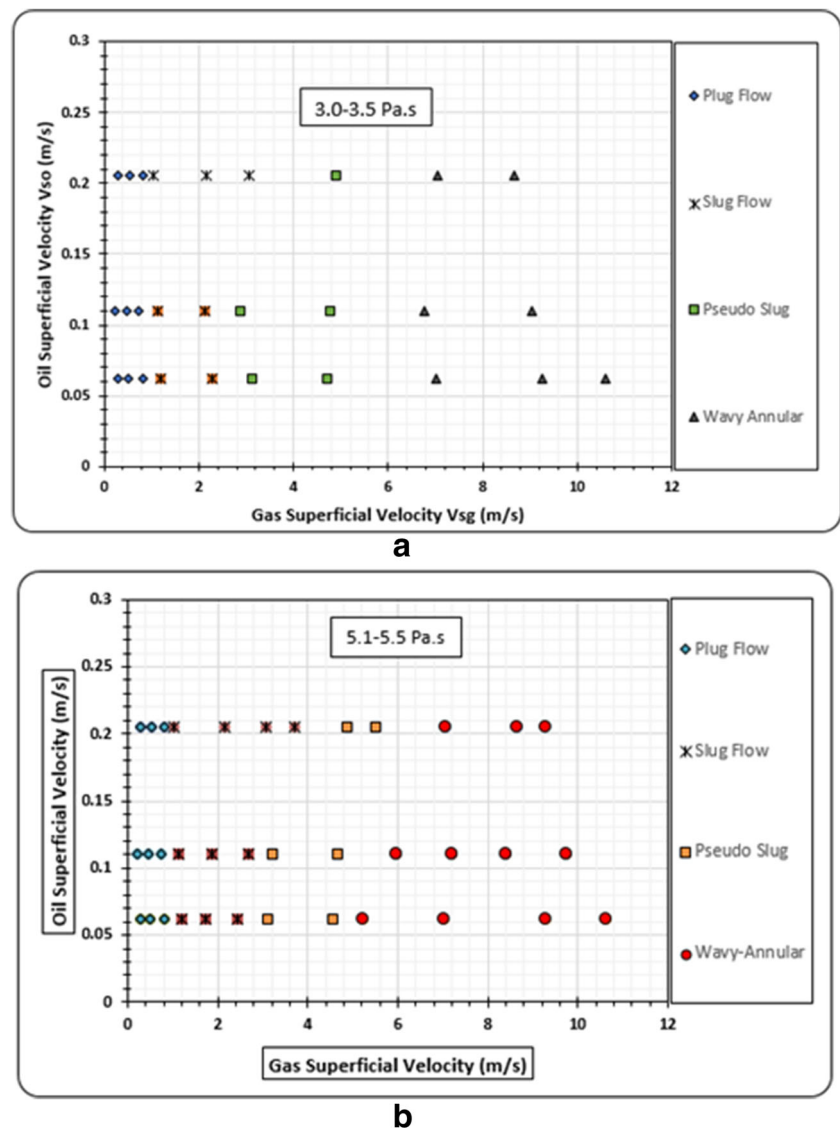 0.3
0.25
0.2
0.15
0.1
0.05
0
Oil Superficial Velocity Vso (m/s)
3.0-3.5 Pa.s
0 2 4 6 8 10 12
Gas Superficial Velocity Vsg (m/s)
Plug Flow
Slug Flow
Pseudo Slug
Wavy Annular
a
0.3
0.25
0.2
0.15
0.1
0.05
0
Oil Superficial Velocity (m/s)
5.1-5.5 Pa.s
0 2 4 6 8 10 12
Gas Superficial Velocity (m/s)
Plug Flow
Slug Flow
Pseudo Slug
Wavy-Annular
b